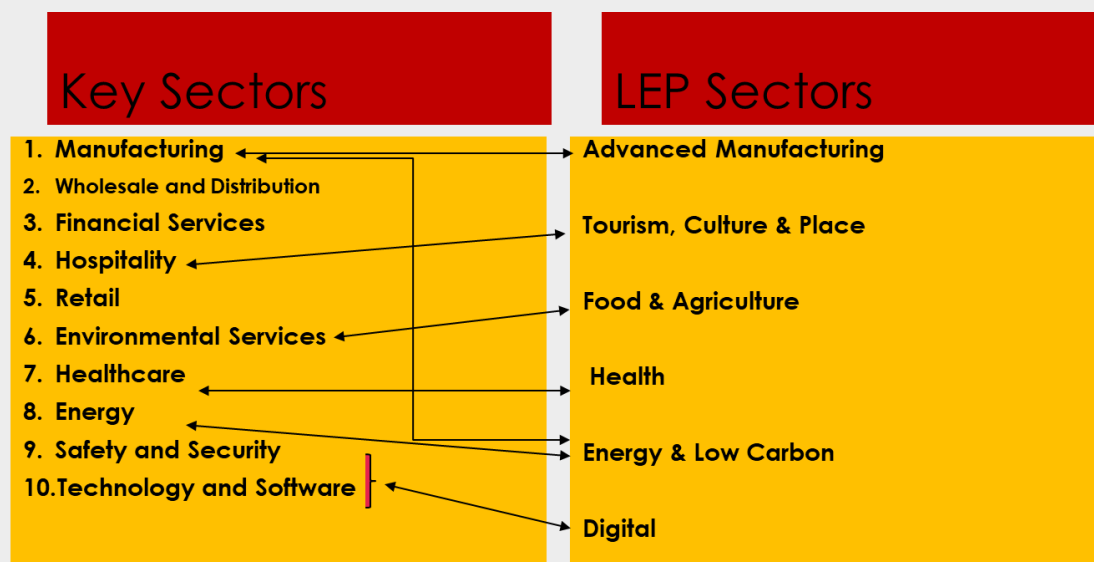 Key Sectors
1. Manufacturing
2. Wholesale and Distribution
3. Financial Services
4. Hospitality
5. Retail
6. Environmental Services
7. Healthcare
8. Energy
9. Safety and Security
10.Technology and Software
LEP Sectors
Advanced Manufacturing
Tourism, Culture & Place
Food & Agriculture
Health
Energy & Low Carbon
Digital